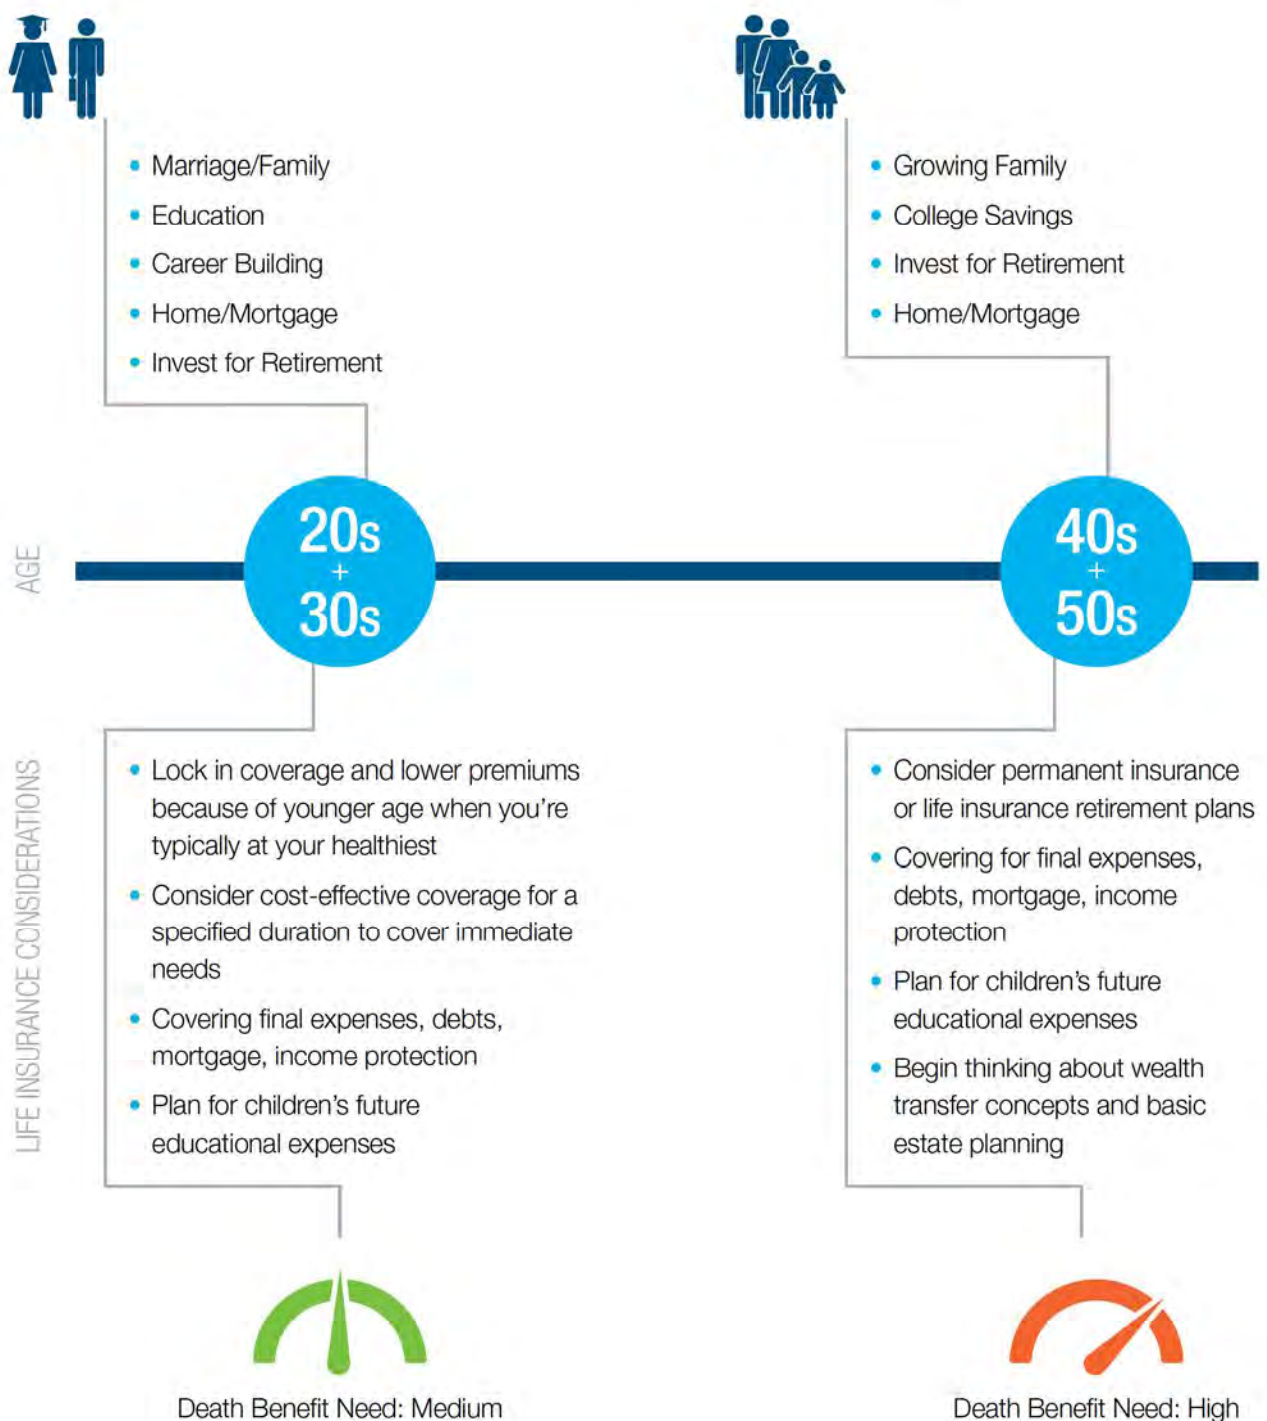 • Marriage/Family
• Education
• Career Building
• Home/Mortgage
• Invest for Retirement
• Growing Family
• College Savings
• Invest for Retirement
• Home/Mortgage
AGE
20s
+
30s
40s
+
50s
LIFE INSURANCE CONSIDERATIONS
• Lock in coverage and lower premiums
because of younger age when you’re
typically at your healthiest
• Consider cost-effective coverage for a
specified duration to cover immediate
needs
• Covering final expenses, debts,
mortgage, income protection
• Plan for children’s future
educational expenses
• Consider permanent insurance
or life insurance retirement plans
• Covering for final expenses,
debts, mortgage, income
protection
• Plan for children’s future
educational expenses
• Begin thinking about wealth
transfer concepts and basic
estate planning
Death Benefit Need: Medium
Death Benefit Need: High